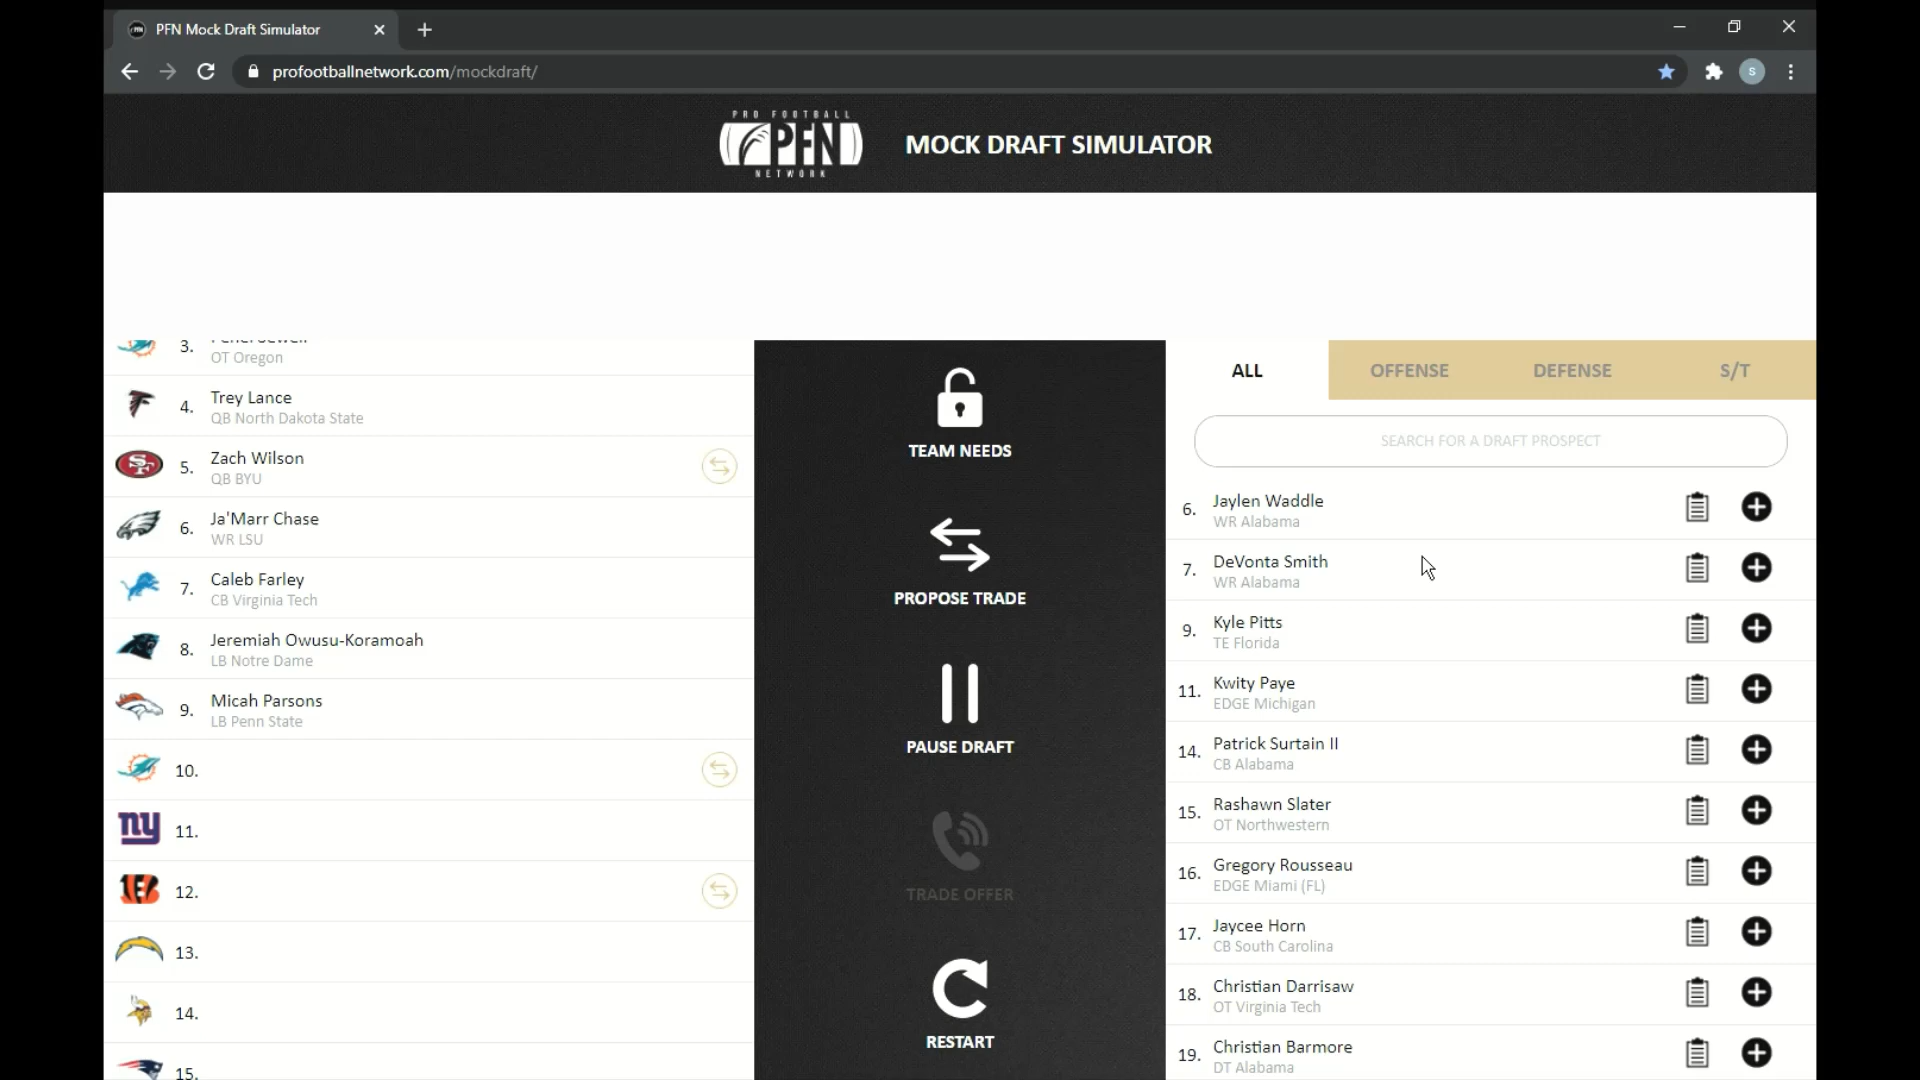 PFN Mock Draft Simulator
profootballnetwork.com/mockdraft/
S
PRO FOOTBALL
PFN
NETWORK
MOCK DRAFT SIMULATOR
3.
OT Oregon
4. Trey Lance
QB North Dakota State
5. Zach Wilson
QB BYU
6. Ja'Marr Chase
WR LSU
7. Caleb Farley
CB Virginia Tech
8. Jeremiah Owusu-Koramoah
LB Notre Dame
9. Micah Parsons
LB Penn State
10.
ny 11.
12.
13.
14.
15.
TEAM NEEDS
PROPOSE TRADE
PAUSE DRAFT
TRADE OFFER
RESTART
ALL OFFENSE DEFENSE S/T
SEARCH FOR A DRAFT PROSPECT
6. Jaylen Waddle
WR Alabama
7. DeVonta Smith
WR Alabama
9. Kyle Pitts
TE Florida
11. Kwity Paye
EDGE Michigan
14. Patrick Surtain II
CB Alabama
15. Rashawn Slater
OT Northwestern
16. Gregory Rousseau
EDGE Miami (FL)
17. Jaycee Horn
CB South Carolina
18. Christian Darrisaw
OT Virginia Tech
19. Christian Barmore
DT Alabama